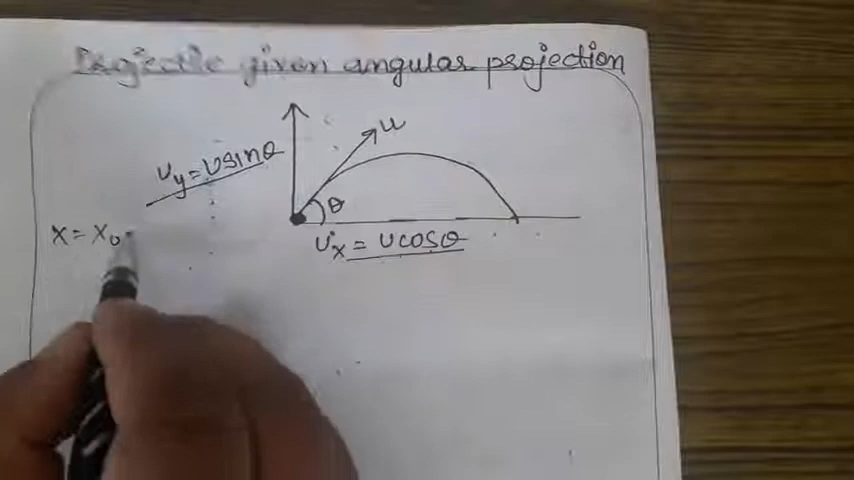 Projectile given angular projection
u
Uy = Usinθ
θ
x = x₀
Ux = Ucosθ